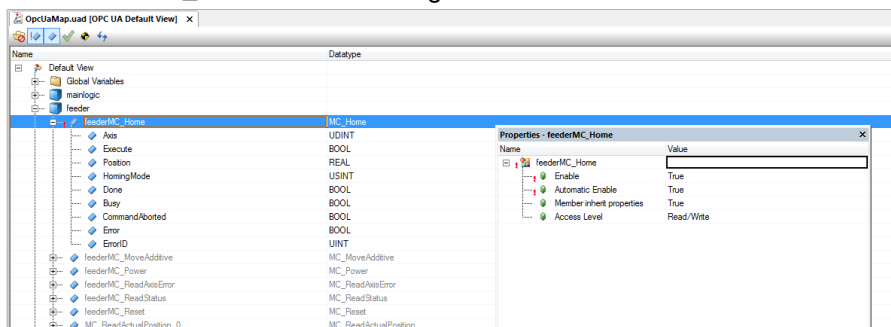 OpcUaMap.uad [OPC UA Default View] X
Name Datatype
Default View
Global Variables
mainlogic
feeder
feederMC_Home MC_Home
Axis UDINT
Execute BOOL
Position REAL
HomingMode USINT
Done BOOL
Busy BOOL
CommandAborted BOOL
Error BOOL
ErrorID UINT
feederMC_MoveAdditive MC_MoveAdditive
feederMC_Power MC_Power
feederMC_ReadAxisError MC_ReadAxisError
feederMC_ReadStatus MC_ReadStatus
feederMC_Reset MC_Reset
MC_ReadActualPosition_0 MC_ReadActualPosition
Properties - feederMC_Home X
Name Value
feederMC_Home
Enable True
Automatic Enable True
Member inherit properties True
Access Level Read/Write